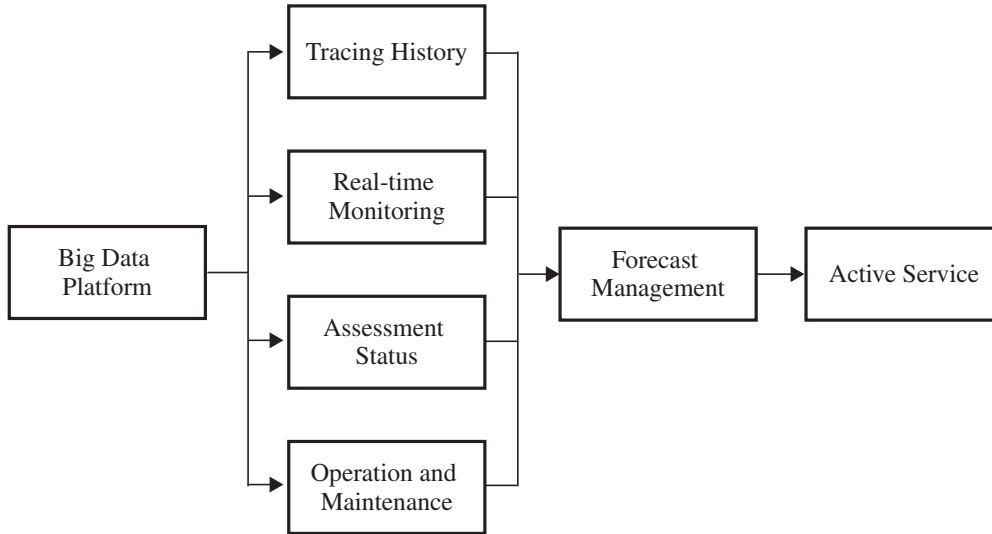 Tracing History
Real-time
Monitoring
Big Data
Platform
Assessment
Status
Operation and
Maintenance
Forecast
Management
Active Service